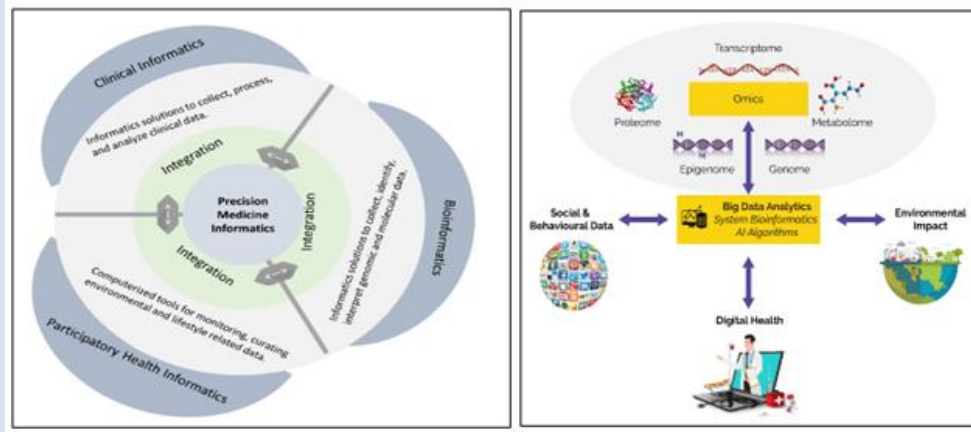 Clinical Informatics
Informatics solutions to collect, process,
and analyze clinical data.
Integration
Precision
Medicine
Informatics
Integration
Integration
Informatics solutions to collect, identify,
interpret genomic and molecular data.
Bioinformatics
Computerized tools for monitoring, curating
environmental and lifestyle related data.
Participatory Health Informatics
Transcriptome
Omics
Proteome
Metabolome
H
Epigenome
Genome
Big Data Analytics
System Bioinformatics
AI Algorithms
Social &
Behavioural Data
Environmental
Impact
Digital Health